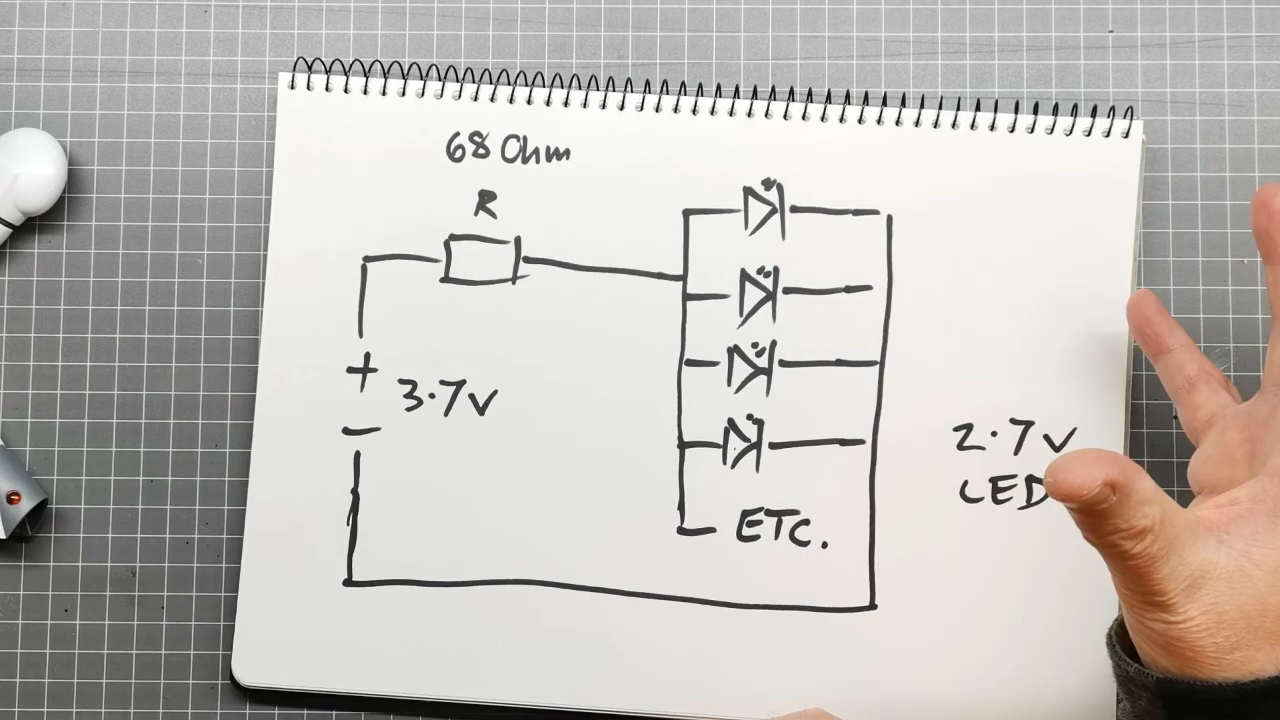 68 Ohm
R
+
3.7v
-
2.7v
LED
ETC.